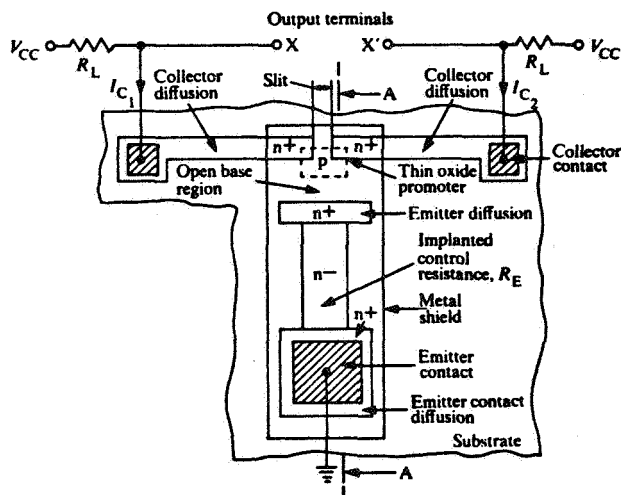 Output terminals
V_CC
R_L
X
X′
R_L
V_CC
I_C1
Collector
diffusion
Slit
A
Collector
diffusion
I_C2
n+
n+
P
Open base
region
Thin oxide
promoter
Collector
contact
n+
Emitter diffusion
n−
Implanted
control
resistance, R_E
n+
Metal
shield
Emitter
contact
Emitter contact
diffusion
Substrate
A